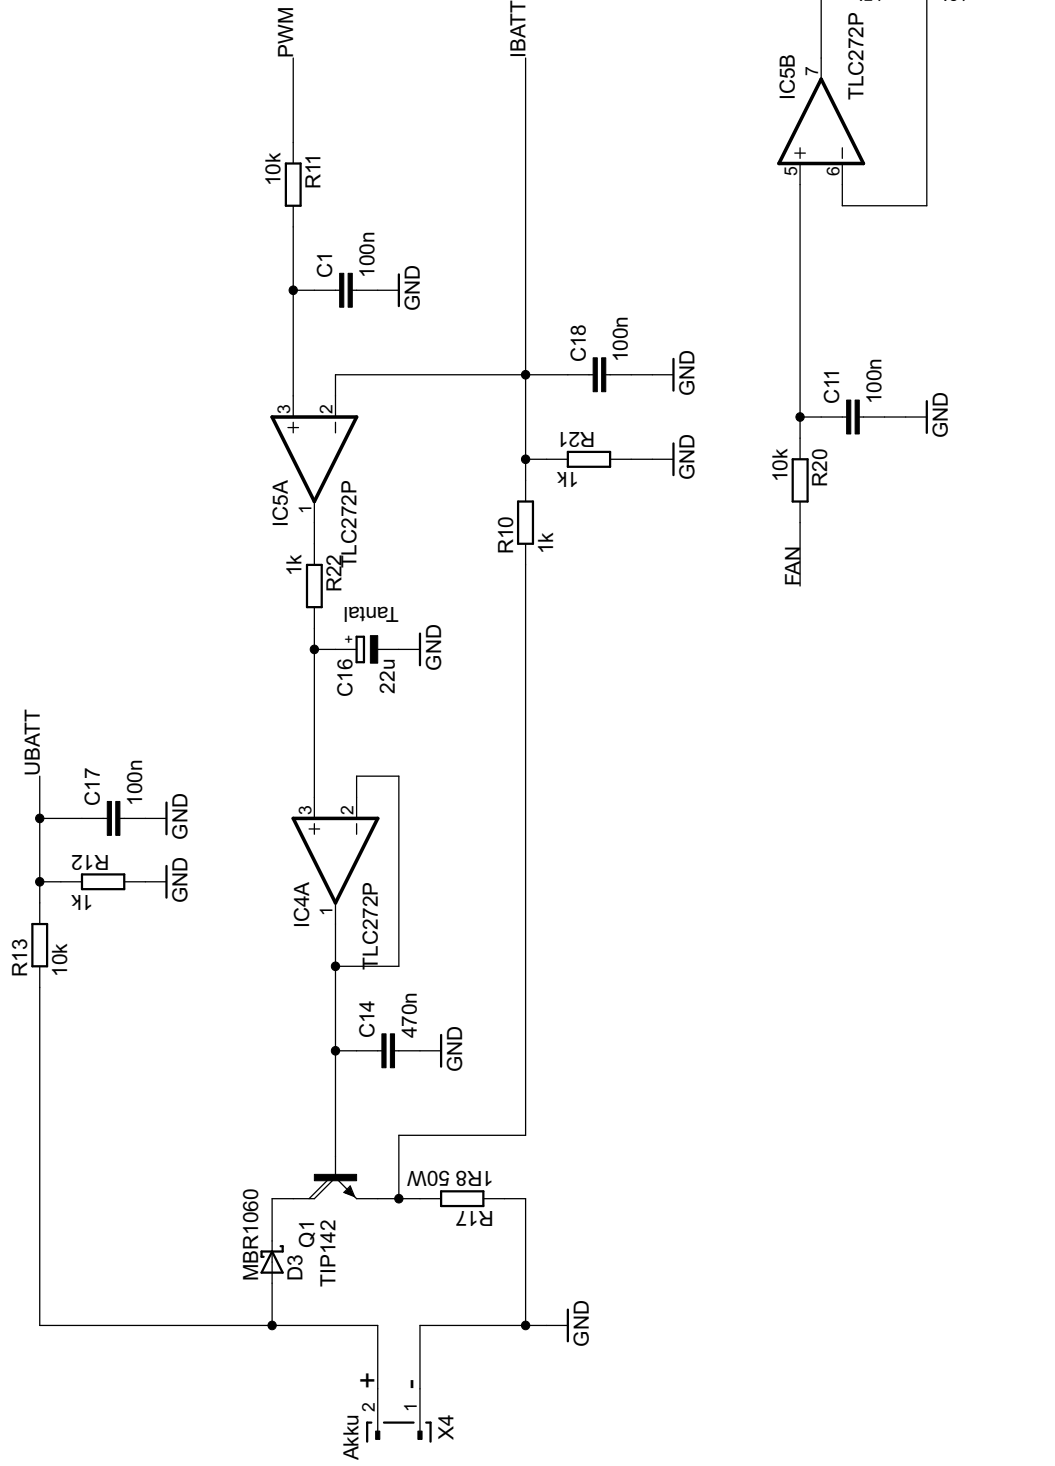 PWM
10k
R11
C1
100n
GND
3
+
2
–
IC5A
1
TLC272P
1k
R22
Tantal
+
C16
22u
GND
IBATT
C18
100n
GND
R21
1k
GND
R10
1k
IC5B
7
TLC272P
5
+
6
–
C11
100n
GND
10k
R20
FAN
UBATT
C17
100n
GND
R12
1k
GND
R13
10k
3
+
2
–
IC4A
1
TLC272P
C14
470n
GND
MBR1060
D3
Q1
TIP142
1R8 50W
R17
GND
+
-
2
1
Akku
X4